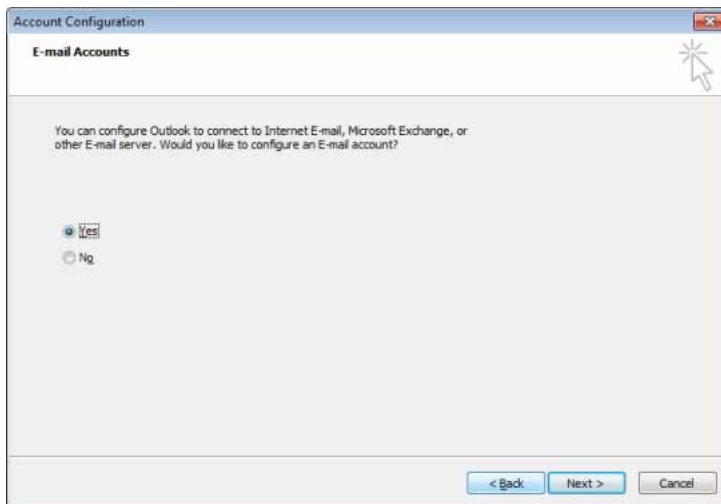 Account Configuration
E-mail Accounts
You can configure Outlook to connect to Internet E-mail, Microsoft Exchange, or
other E-mail server. Would you like to configure an E-mail account?
Yes
No
< Back Next > Cancel